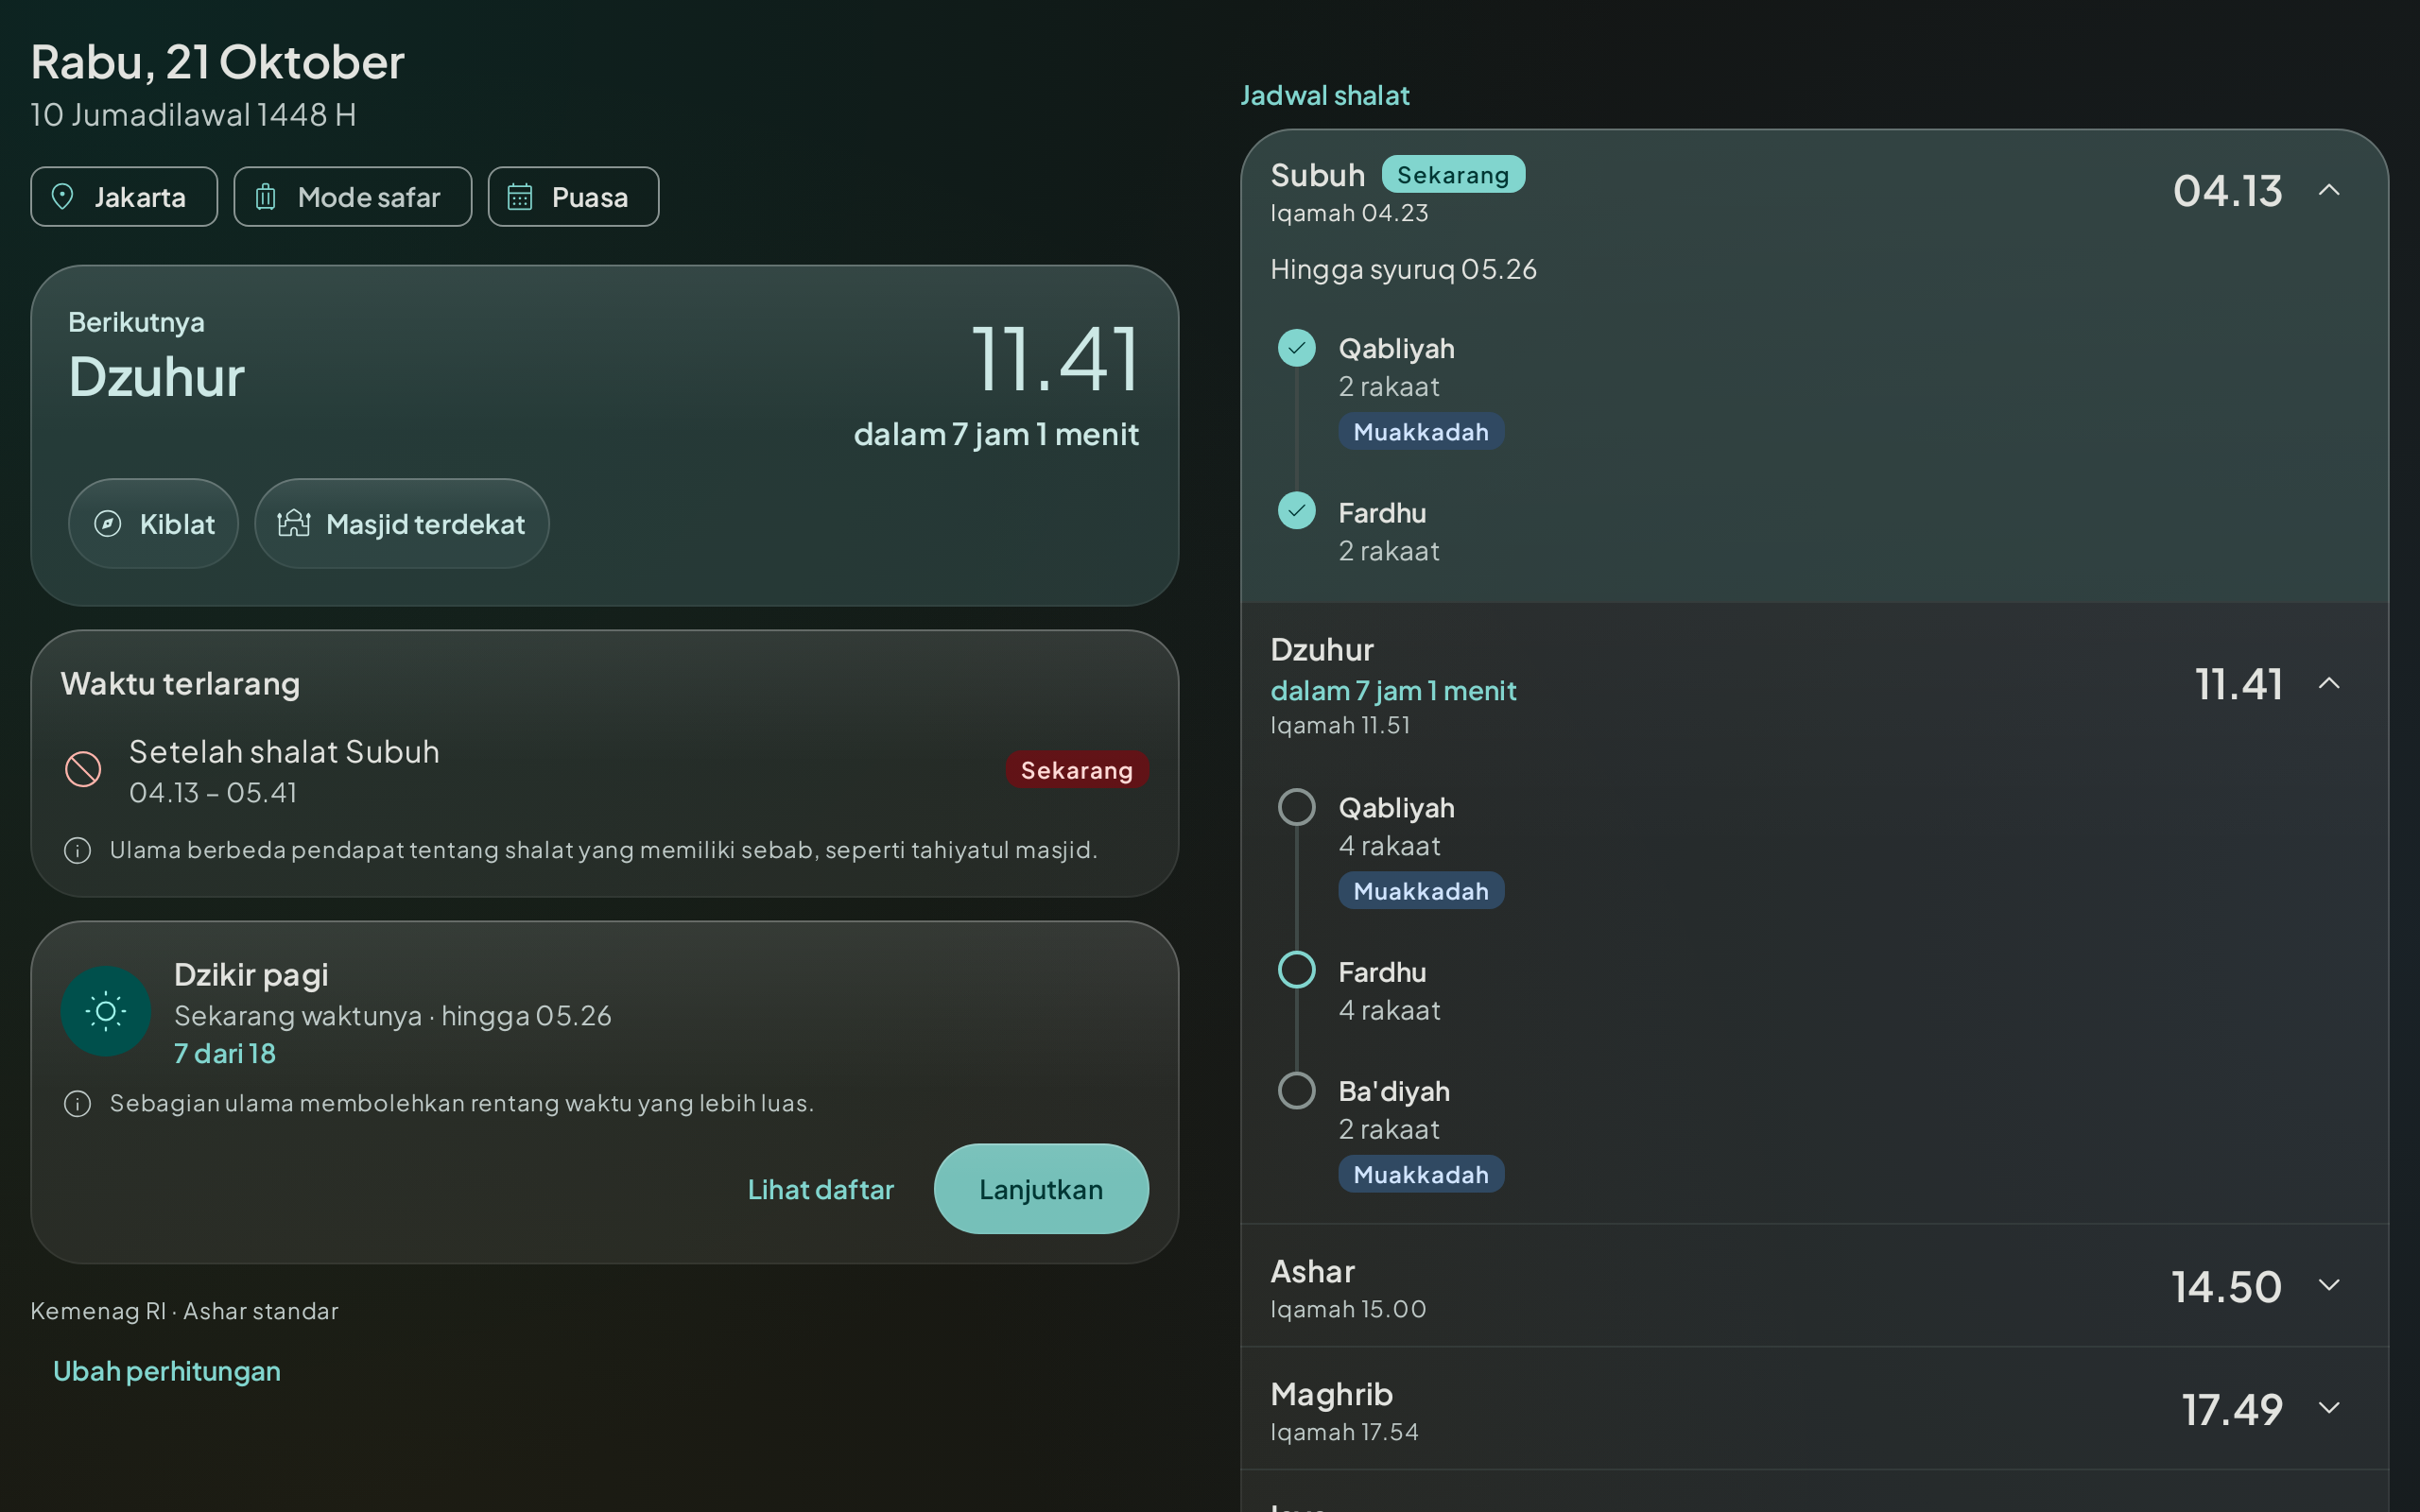 Rabu, 21 Oktober
10 Jumadilawal 1448 H
Jakarta
Mode safar
Puasa
Berikutnya
Dzuhur
11.41
dalam 7 jam 1 menit
Kiblat
Masjid terdekat
Waktu terlarang
Setelah shalat Subuh
04.13 – 05.41
Sekarang
Ulama berbeda pendapat tentang shalat yang memiliki sebab, seperti tahiyatul masjid.
Dzikir pagi
Sekarang waktunya · hingga 05.26
7 dari 18
Sebagian ulama membolehkan rentang waktu yang lebih luas.
Lihat daftar
Lanjutkan
Kemenag RI · Ashar standar
Ubah perhitungan
Jadwal shalat
Subuh
Sekarang
Iqamah 04.23
04.13
Hingga syuruq 05.26
Qabliyah
2 rakaat
Muakkadah
Fardhu
2 rakaat
Dzuhur
dalam 7 jam 1 menit
Iqamah 11.51
11.41
Qabliyah
4 rakaat
Muakkadah
Fardhu
4 rakaat
Ba'diyah
2 rakaat
Muakkadah
Ashar
Iqamah 15.00
14.50
Maghrib
Iqamah 17.54
17.49